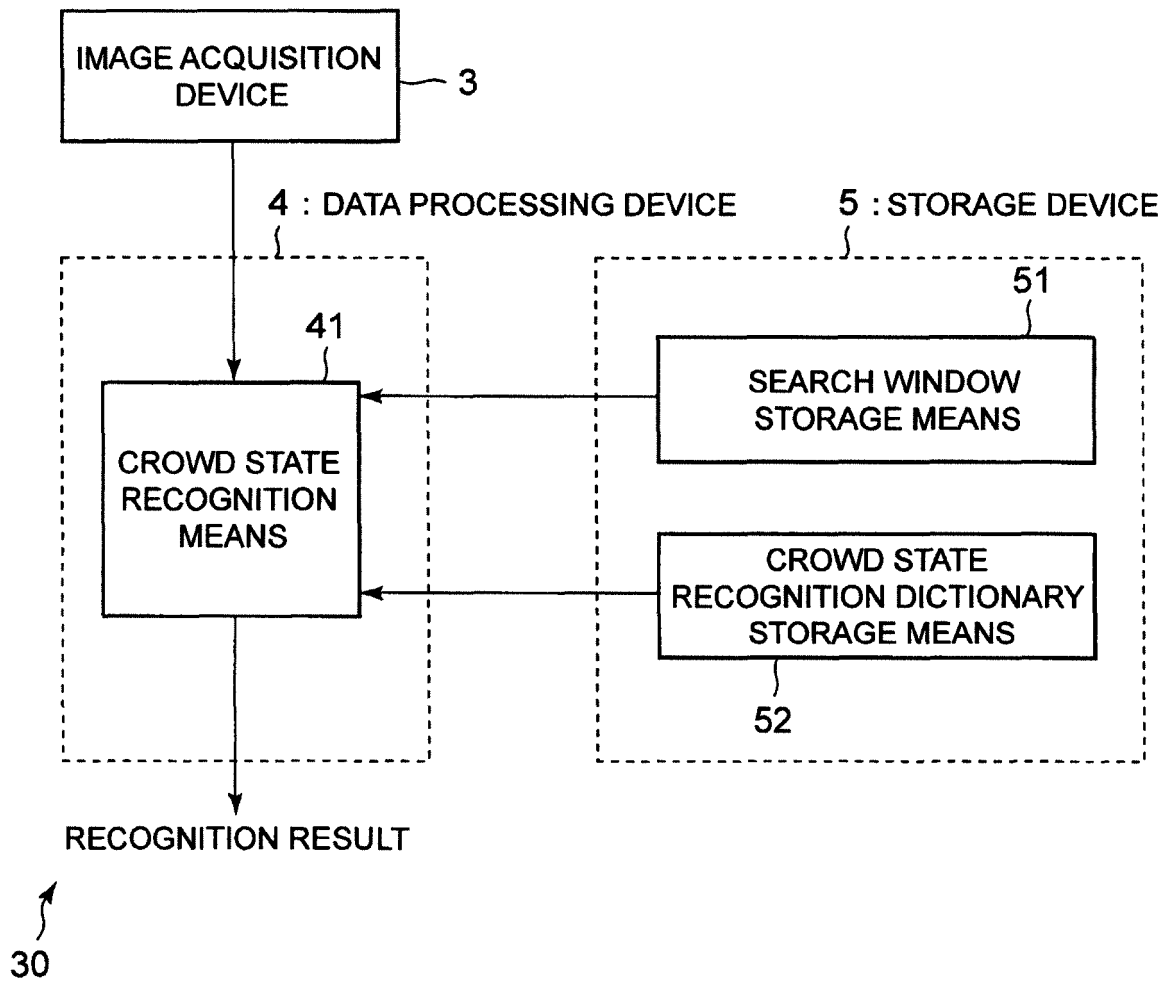 IMAGE ACQUISITION
DEVICE
3
4 : DATA PROCESSING DEVICE
5 : STORAGE DEVICE
41
51
CROWD STATE
RECOGNITION
MEANS
SEARCH WINDOW
STORAGE MEANS
CROWD STATE
RECOGNITION DICTIONARY
STORAGE MEANS
52
RECOGNITION RESULT
30